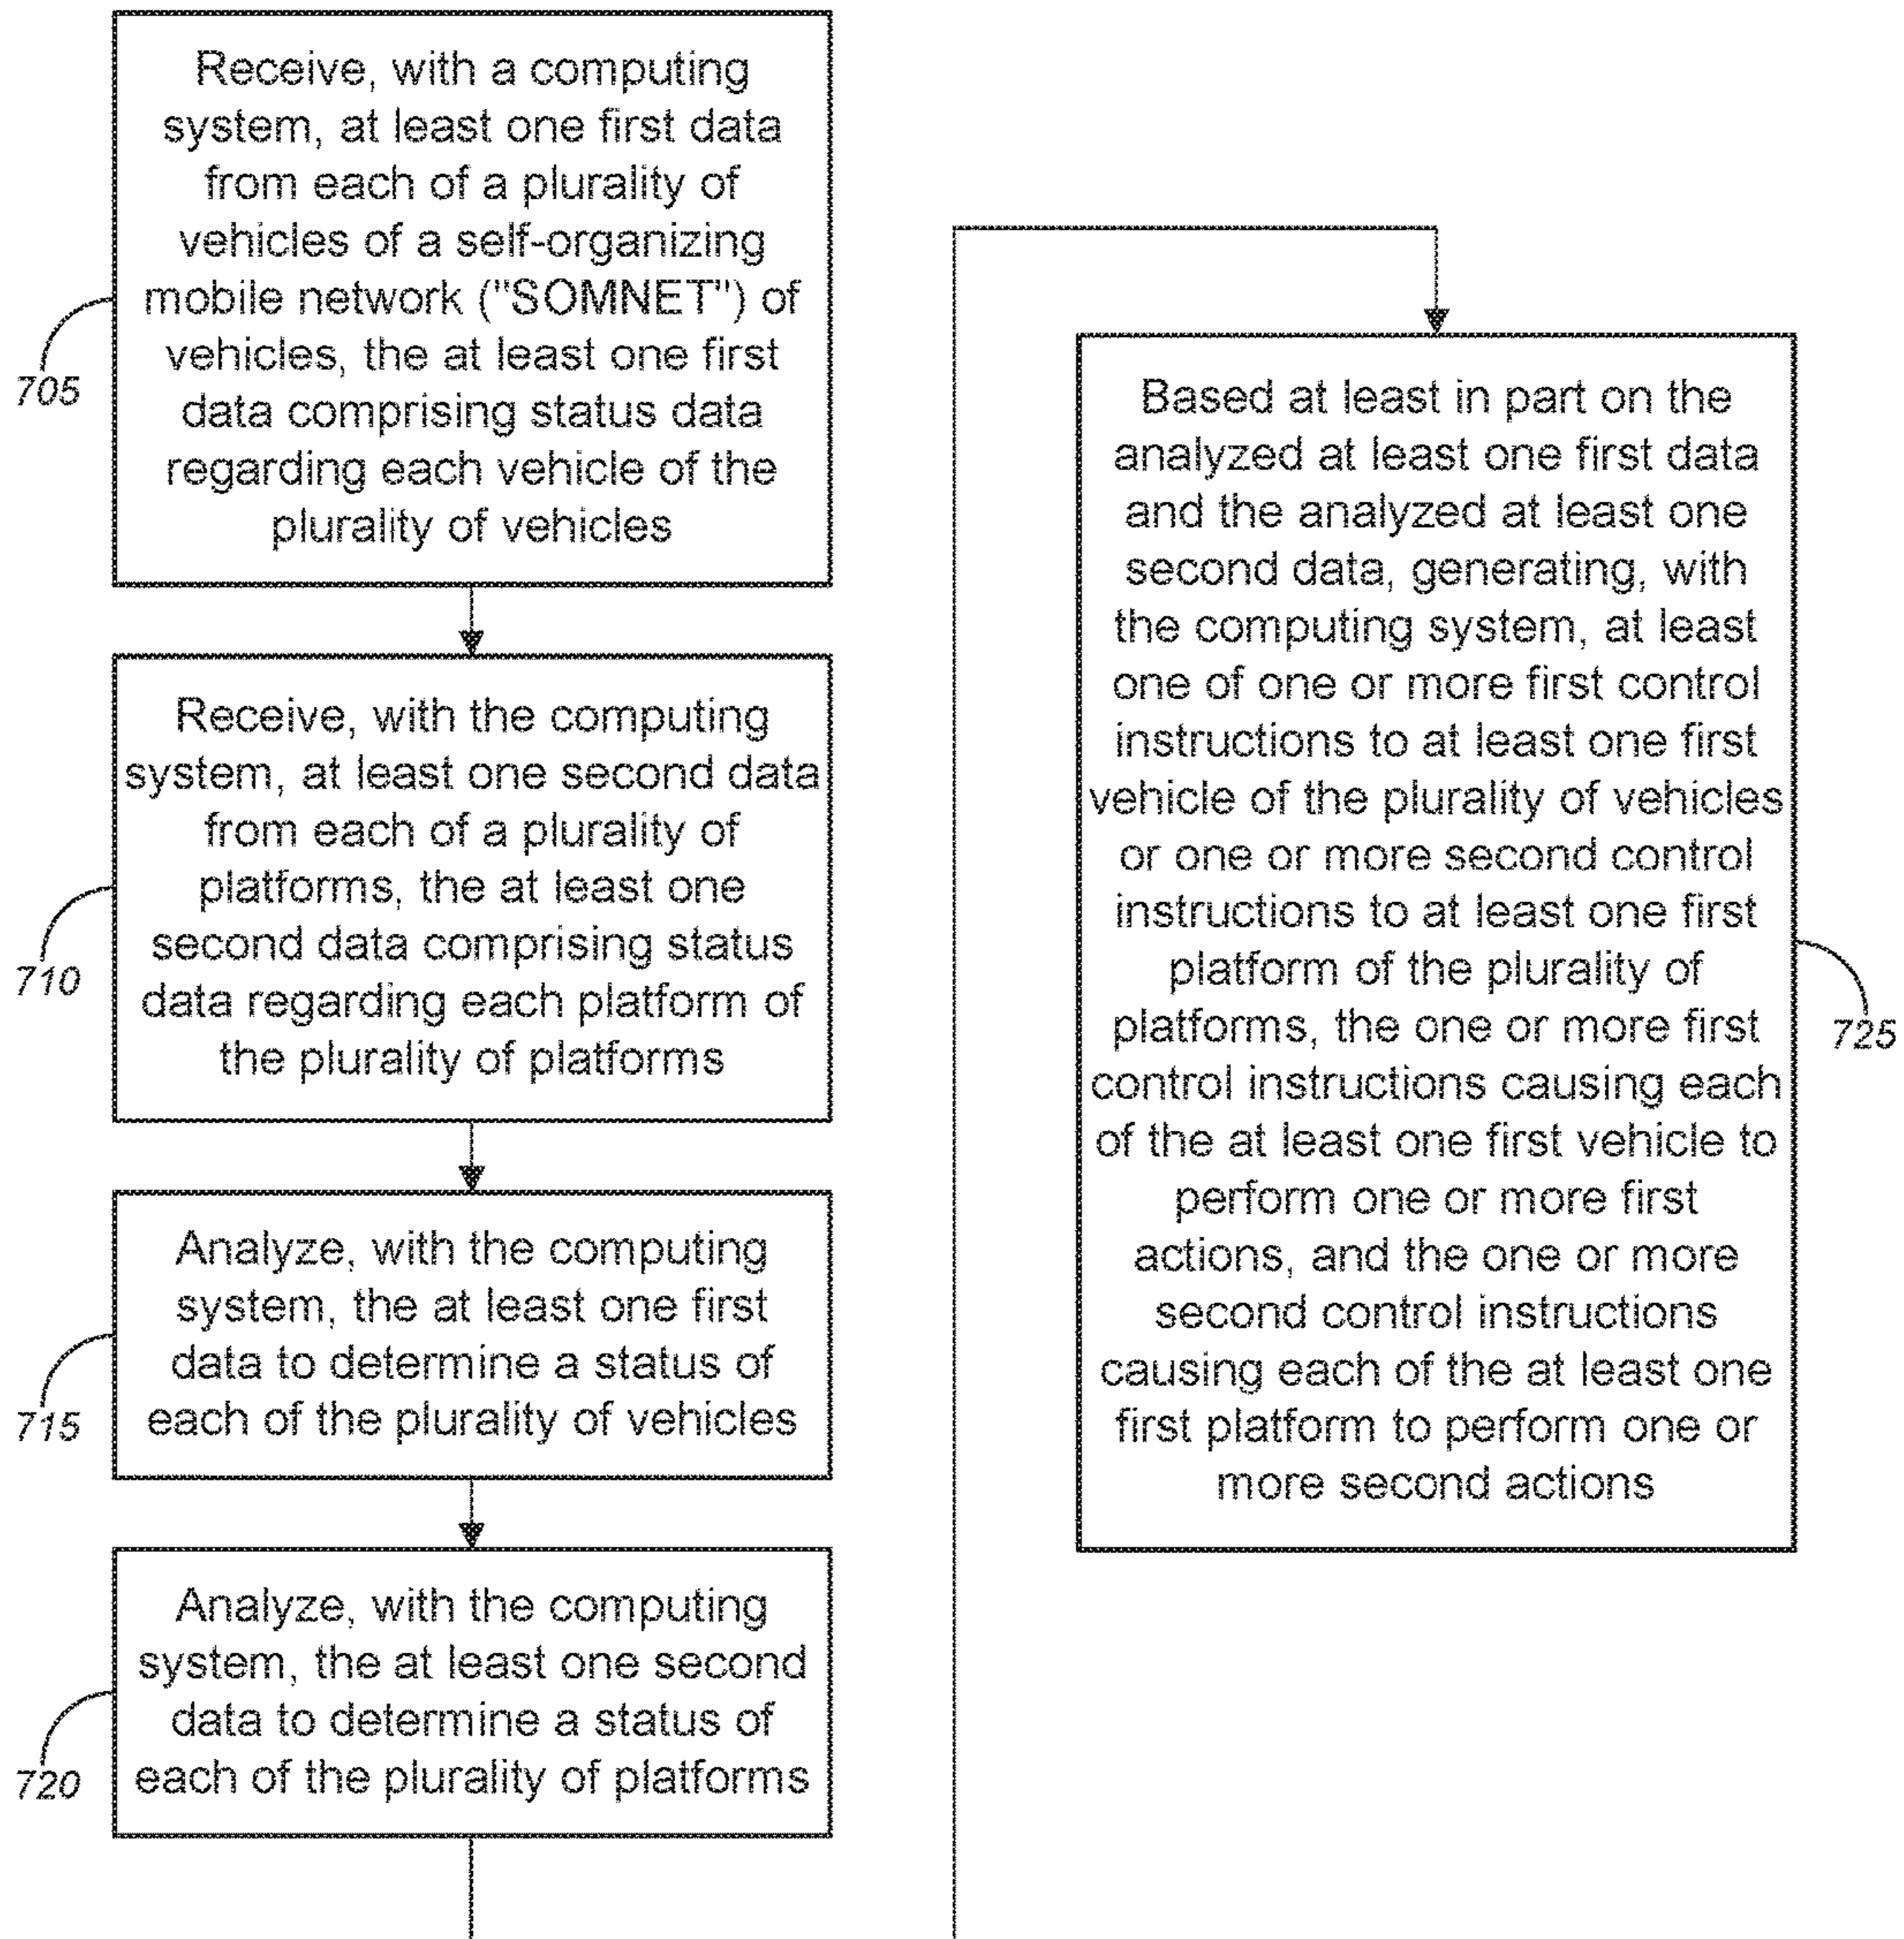 Receive, with a computing
system, at least one first data
from each of a plurality of
vehicles of a self-organizing
mobile network ("SOMNET") of
vehicles, the at least one first
data comprising status data
regarding each vehicle of the
plurality of vehicles
705
Receive, with the computing
system, at least one second data
from each of a plurality of
platforms, the at least one
second data comprising status
data regarding each platform of
the plurality of platforms
710
Analyze, with the computing
system, the at least one first
data to determine a status of
each of the plurality of vehicles
715
Analyze, with the computing
system, the at least one second
data to determine a status of
each of the plurality of platforms
720
Based at least in part on the
analyzed at least one first data
and the analyzed at least one
second data, generating, with
the computing system, at least
one of one or more first control
instructions to at least one first
vehicle of the plurality of vehicles
or one or more second control
instructions to at least one first
platform of the plurality of
platforms, the one or more first
control instructions causing each
of the at least one first vehicle to
perform one or more first
actions, and the one or more
second control instructions
causing each of the at least one
first platform to perform one or
more second actions
725